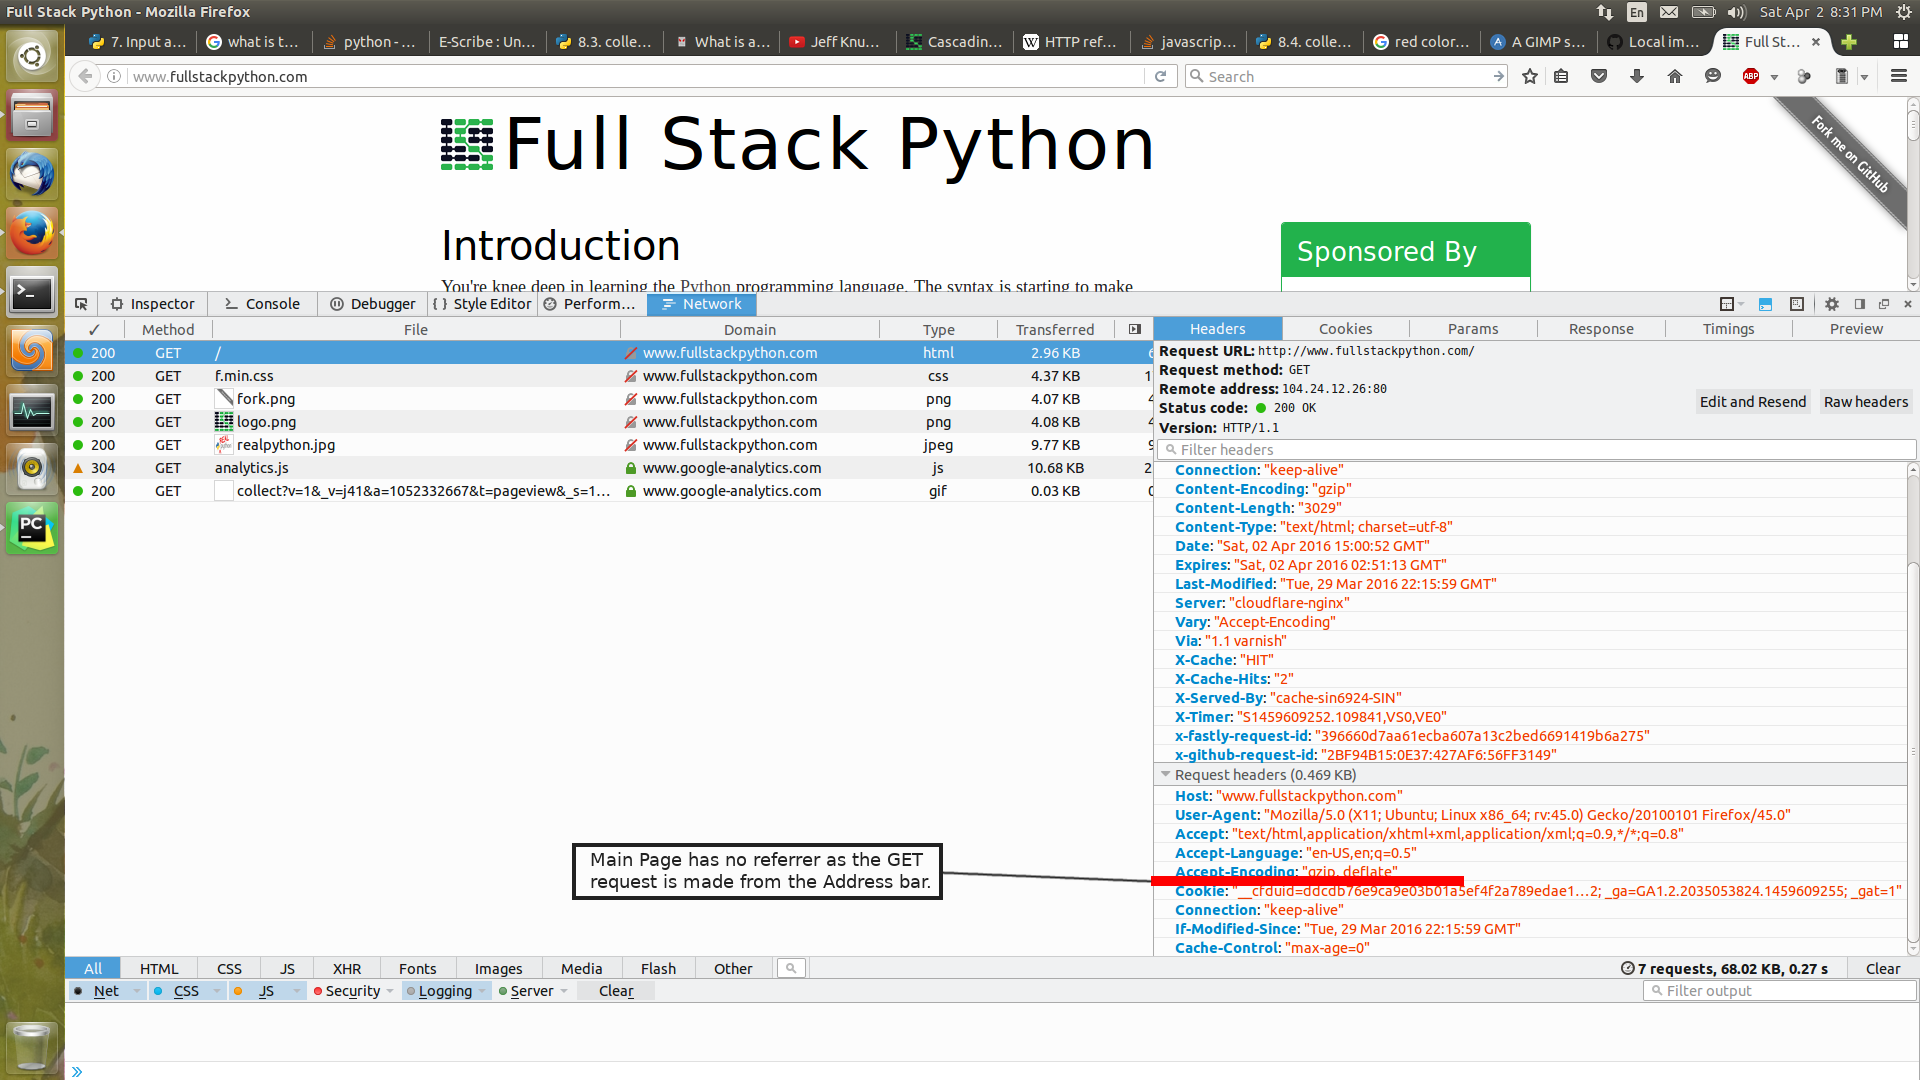 Full Stack Python - Mozilla Firefox
En
Sat Apr 2 8:31 PM
7. Input a...
what is t...
python - ...
E-Scribe : Un...
8.3. colle...
What is a...
Jeff Knu...
Cascadin...
HTTP ref...
javascrip...
8.4. colle...
red color...
A GIMP s...
Local im...
Full St...
www.fullstackpython.com
Search
ABP
Full Stack Python
Fork me on GitHub
Introduction
You're knee deep in learning the Python programming language. The syntax is starting to make
Sponsored By
Inspector
Console
Debugger
Style Editor
Perform...
Network
✓ Method File Domain Type Transferred
200 GET / www.fullstackpython.com html 2.96 KB
200 GET f.min.css www.fullstackpython.com css 4.37 KB
200 GET fork.png www.fullstackpython.com png 4.07 KB
200 GET logo.png www.fullstackpython.com png 4.08 KB
200 GET realpython.jpg www.fullstackpython.com jpeg 9.77 KB
304 GET analytics.js www.google-analytics.com js 10.68 KB
200 GET collect?v=1&_v=j41&a=1052332667&t=pageview&_s=1... www.google-analytics.com gif 0.03 KB
Headers Cookies Params Response Timings Preview
Request URL: http://www.fullstackpython.com/
Request method: GET
Remote address: 104.24.12.26:80
Status code: 200 OK
Edit and Resend
Raw headers
Version: HTTP/1.1
Filter headers
Connection: "keep-alive"
Content-Encoding: "gzip"
Content-Length: "3029"
Content-Type: "text/html; charset=utf-8"
Date: "Sat, 02 Apr 2016 15:00:52 GMT"
Expires: "Sat, 02 Apr 2016 02:51:13 GMT"
Last-Modified: "Tue, 29 Mar 2016 22:15:59 GMT"
Server: "cloudflare-nginx"
Vary: "Accept-Encoding"
Via: "1.1 varnish"
X-Cache: "HIT"
X-Cache-Hits: "2"
X-Served-By: "cache-sin6924-SIN"
X-Timer: "S1459609252.109841,VS0,VE0"
x-fastly-request-id: "396660d7aa61ecba607a13c2bed6691419b6a275"
x-github-request-id: "2BF94B15:0E37:427AF6:56FF3149"
Request headers (0.469 KB)
Host: "www.fullstackpython.com"
User-Agent: "Mozilla/5.0 (X11; Ubuntu; Linux x86_64; rv:45.0) Gecko/20100101 Firefox/45.0"
Accept: "text/html,application/xhtml+xml,application/xml;q=0.9,*/*;q=0.8"
Accept-Language: "en-US,en;q=0.5"
Accept-Encoding: "gzip, deflate"
Cookie: "__cfduid=ddcdb76e9ca9e03b01a5ef4f2a789edae1...2; _ga=GA1.2.2035053824.1459609255; _gat=1"
Connection: "keep-alive"
If-Modified-Since: "Tue, 29 Mar 2016 22:15:59 GMT"
Cache-Control: "max-age=0"
Main Page has no referrer as the GET
request is made from the Address bar.
PC
All HTML CSS JS XHR Fonts Images Media Flash Other
7 requests, 68.02 KB, 0.27 s
Clear
Net CSS JS Security Logging Server Clear
Filter output